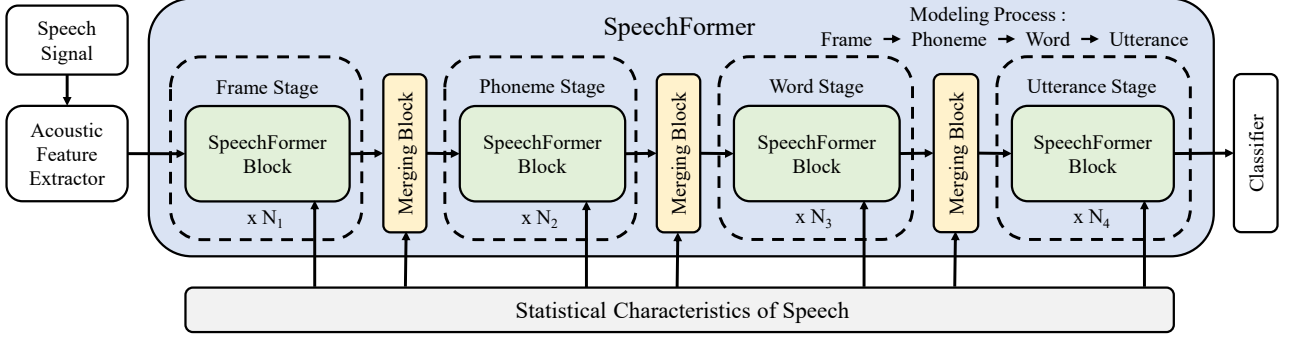 Speech
Signal
Acoustic
Feature
Extractor
SpeechFormer
Modeling Process :
Frame → Phoneme → Word → Utterance
Frame Stage
SpeechFormer
Block
x N₁
Merging Block
Phoneme Stage
SpeechFormer
Block
x N₂
Merging Block
Word Stage
SpeechFormer
Block
x N₃
Merging Block
Utterance Stage
SpeechFormer
Block
x N₄
Classifier
Statistical Characteristics of Speech